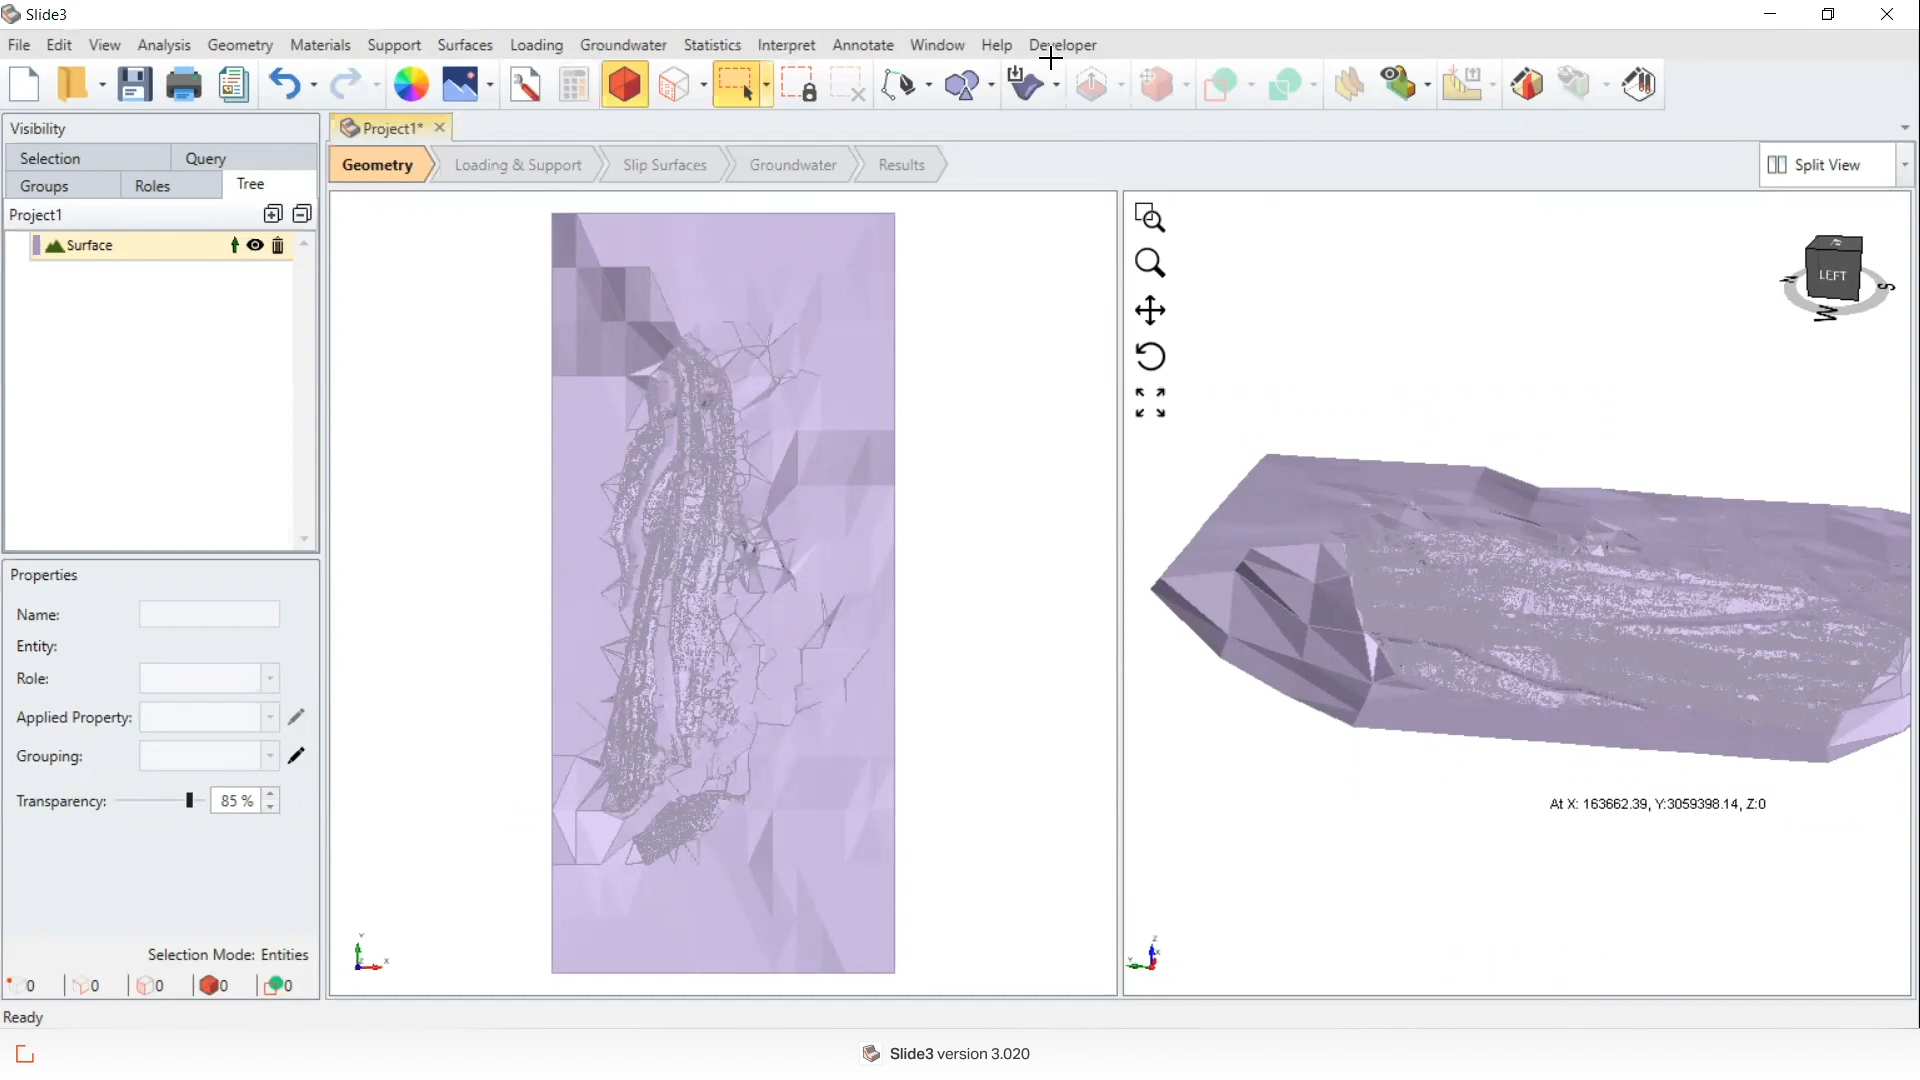 Slide3
File Edit View Analysis Geometry Materials Support Surfaces Loading Groundwater Statistics Interpret Annotate Window Help Developer
Visibility
Selection Query
Groups Roles Tree
Project1
Surface
Project1*
Geometry Loading & Support Slip Surfaces Groundwater Results
Split View
LEFT
S
W
At X: 163662.39, Y:3059398.14, Z:0
Properties
Name:
Entity:
Role:
Applied Property:
Grouping:
Transparency: 85 %
Selection Mode: Entities
0 0 0 0 0
Y
Z X
Z
Y X
Ready
Slide3 version 3.020